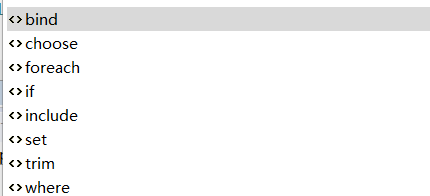 <> bind
<> choose
<> foreach
<> if
<> include
<> set
<> trim
<> where